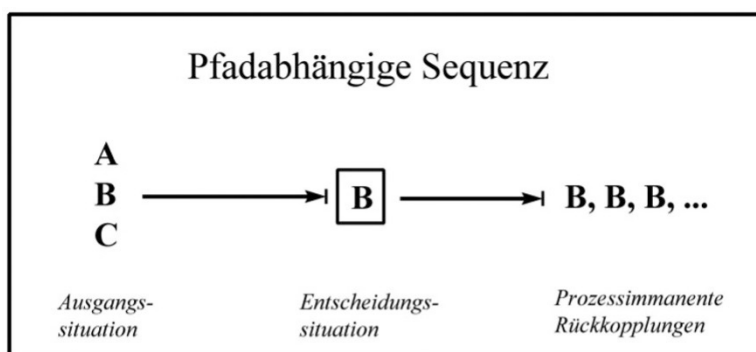 Pfadabhängige Sequenz
A
B
C
B
B, B, B, ...
Ausgangs-
situation
Entscheidungs-
situation
Prozessimmanente
Rückkopplungen